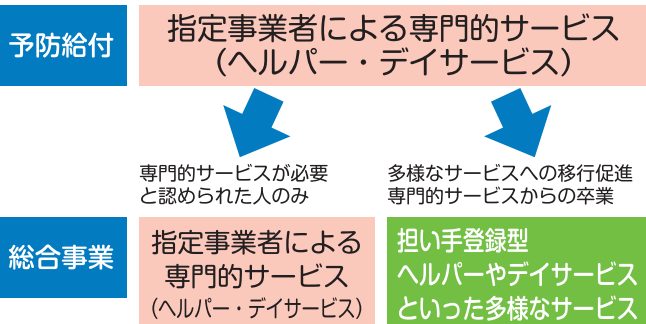 予防給付
指定事業者による専門的サービス
（ヘルパー・デイサービス）
専門的サービスが必要
と認められた人のみ
多様なサービスへの移行促進
専門的サービスからの卒業
総合事業
指定事業者による
専門的サービス
（ヘルパー・デイサービス）
担い手登録型
ヘルパーやデイサービス
といった多様なサービス